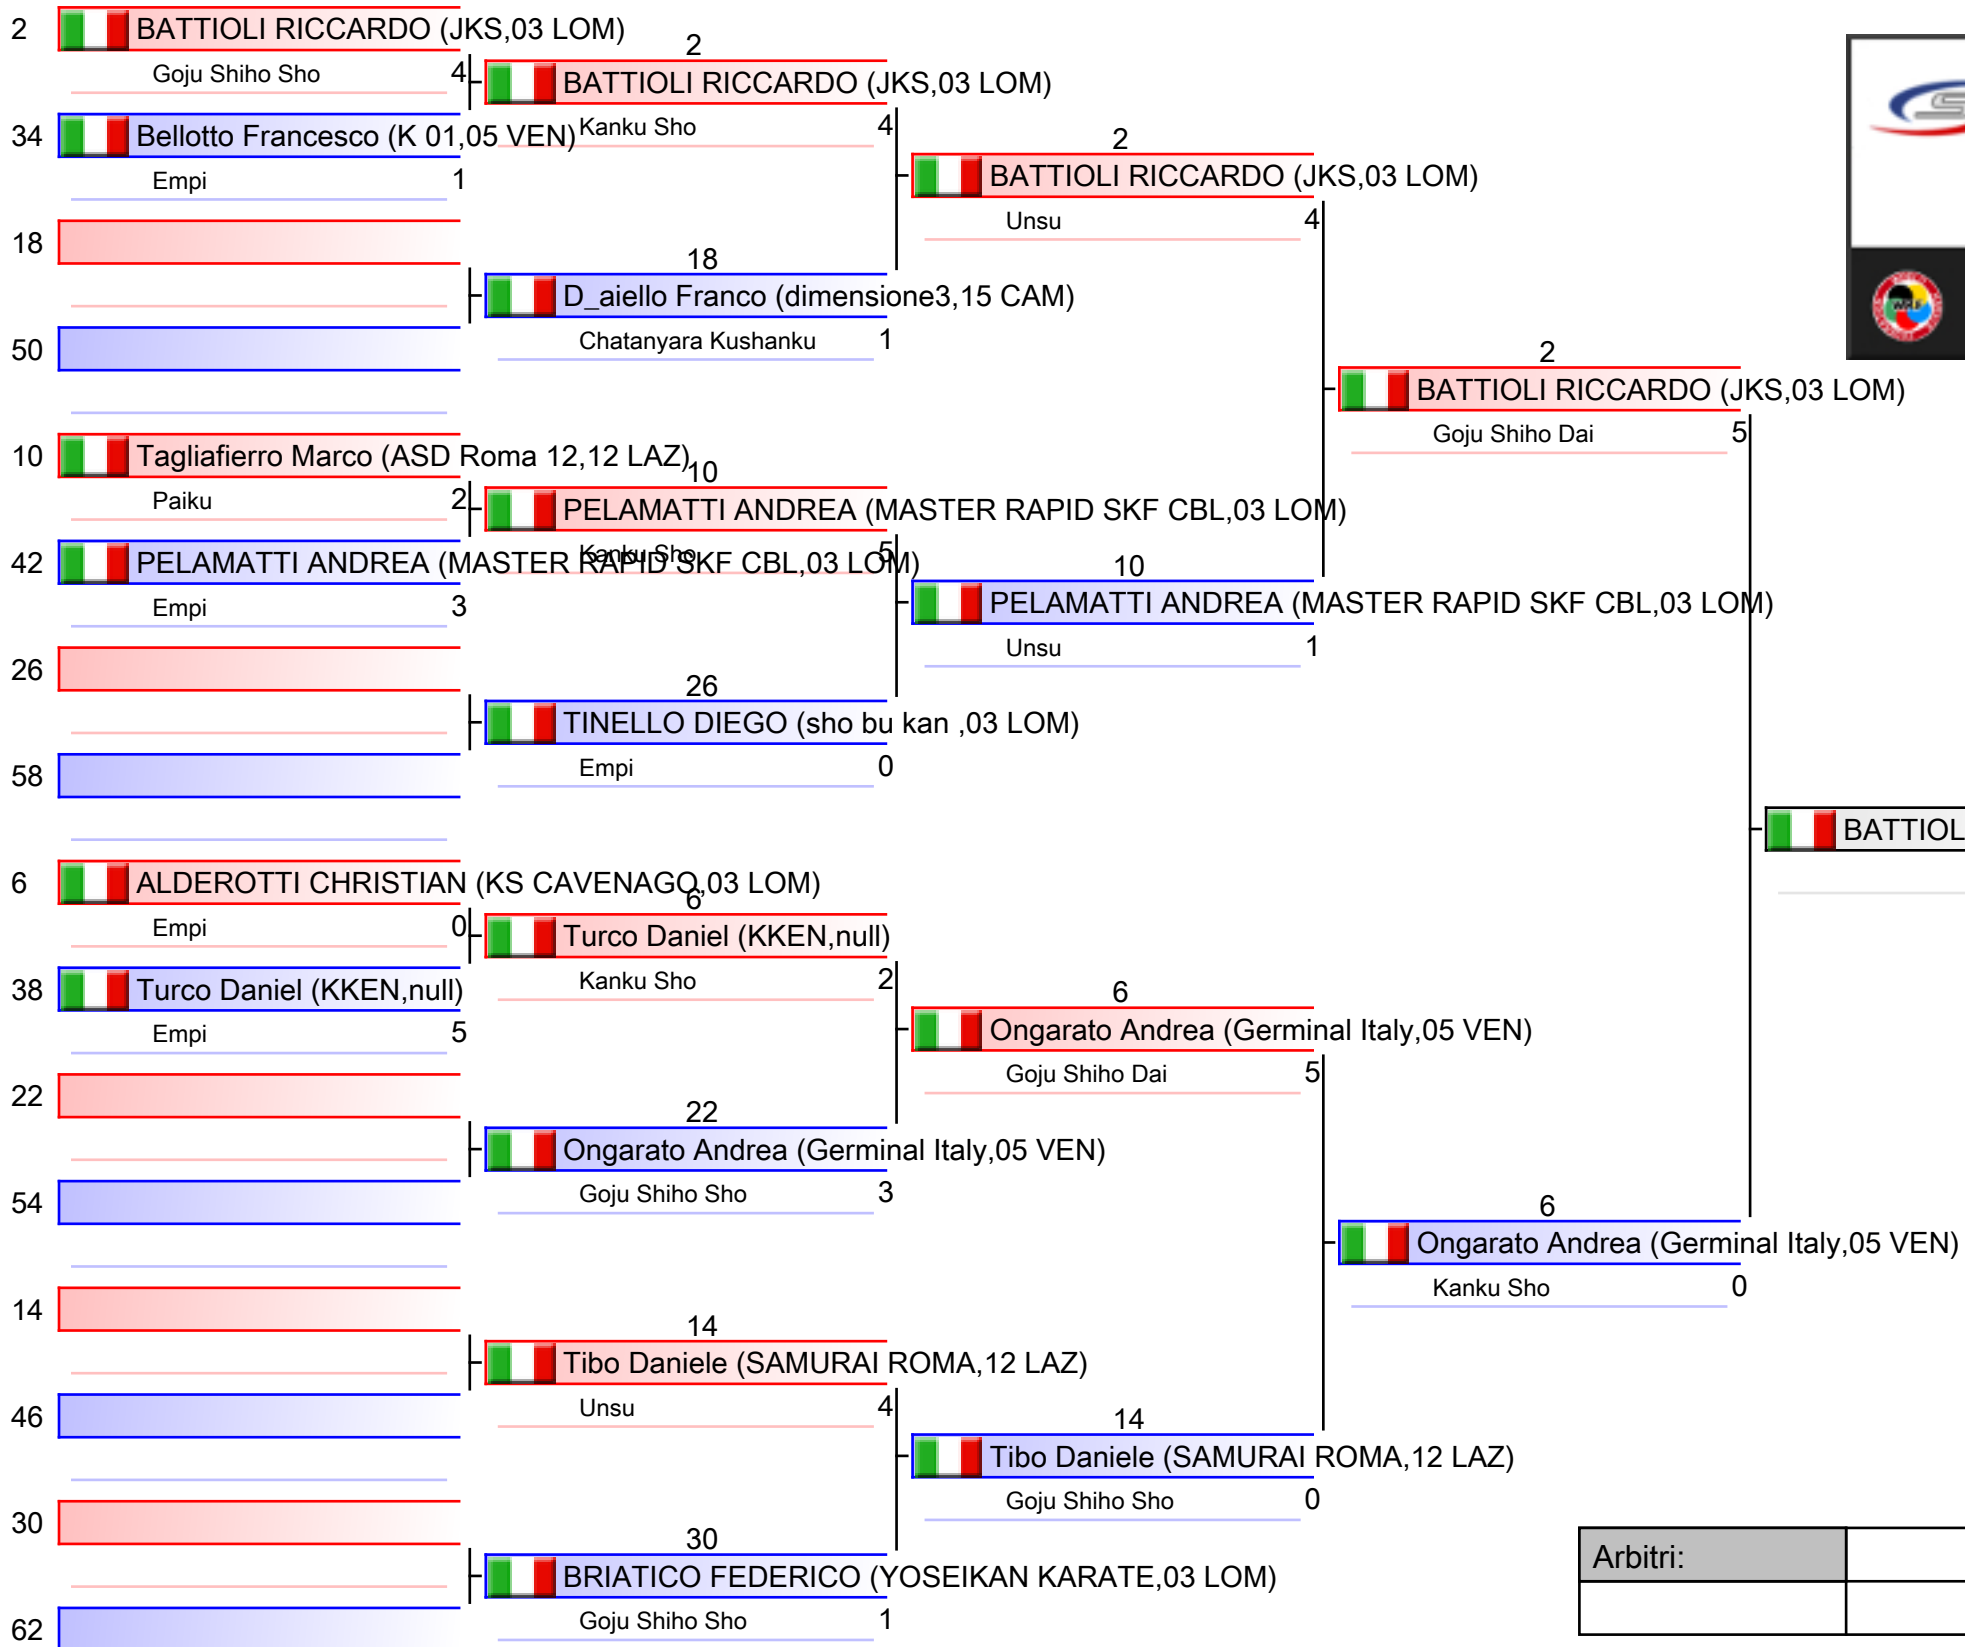 2 BATTIOLI RICCARDO (JKS,03 LOM)
Goju Shiho Sho 4
34 Bellotto Francesco (K 01,05 VEN)
Empi 1
18
50
10 Tagliafierro Marco (ASD Roma 12,12 LAZ)
Paiku 2
42 PELAMATTI ANDREA (MASTER RAPID SKF CBL,03 LOM)
Empi 3
26
58
6 ALDEROTTI CHRISTIAN (KS CAVENAGO,03 LOM)
Empi 0
38 Turco Daniel (KKEN,null)
Empi 5
22
54
14
46
30
62
2
BATTIOLI RICCARDO (JKS,03 LOM)
Kanku Sho 4
18
D_aiello Franco (dimensione3,15 CAM)
Chatanyara Kushanku 1
10
PELAMATTI ANDREA (MASTER RAPID SKF CBL,03 LOM)
Kanku Sho 5
26
TINELLO DIEGO (sho bu kan ,03 LOM)
Empi 0
6
Turco Daniel (KKEN,null)
Kanku Sho 2
22
Ongarato Andrea (Germinal Italy,05 VEN)
Goju Shiho Sho 3
14
Tibo Daniele (SAMURAI ROMA,12 LAZ)
Unsu 4
30
BRIATICO FEDERICO (YOSEIKAN KARATE,03 LOM)
Goju Shiho Sho 1
2
BATTIOLI RICCARDO (JKS,03 LOM)
Unsu 4
10
PELAMATTI ANDREA (MASTER RAPID SKF CBL,03 LOM)
Unsu 1
6
Ongarato Andrea (Germinal Italy,05 VEN)
Goju Shiho Dai 5
14
Tibo Daniele (SAMURAI ROMA,12 LAZ)
Goju Shiho Sho 0
2
BATTIOLI RICCARDO (JKS,03 LOM)
Goju Shiho Dai 5
6
Ongarato Andrea (Germinal Italy,05 VEN)
Kanku Sho 0
BATTIOL
Arbitri: